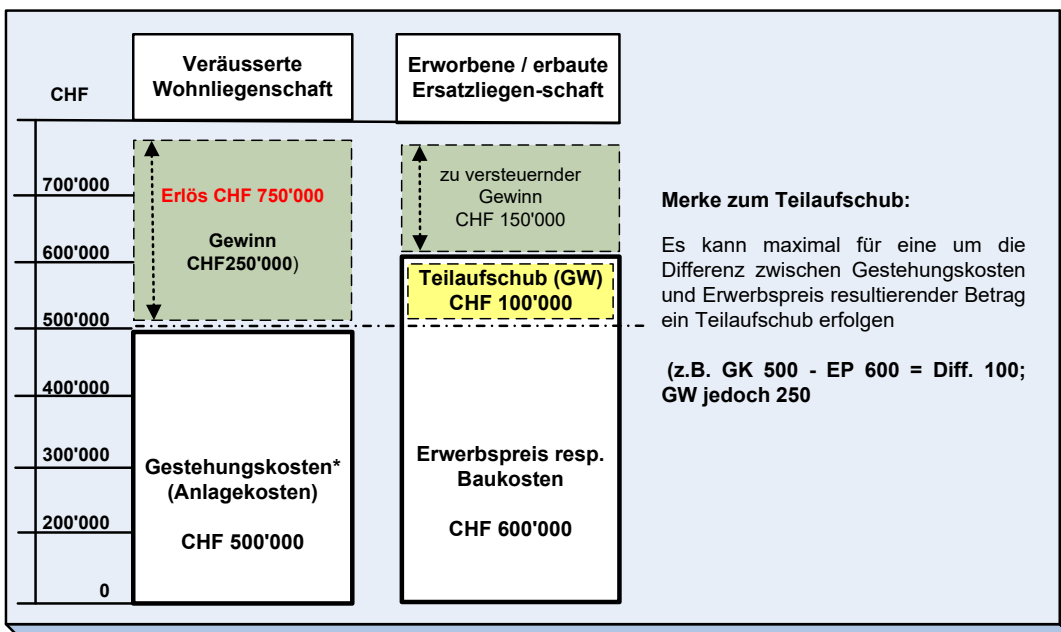 CHF
Veräusserte
Wohnliegenschaft
Erworbene / erbaute
Ersatzliegen-schaft
700'000
600'000
500'000
400'000
300'000
200'000
0
Erlös CHF 750'000
Gewinn
CHF250'000)
Gestehungskosten*
(Anlagekosten)
CHF 500'000
zu versteuernder
Gewinn
CHF 150'000
Teilaufschub (GW)
CHF 100'000
Erwerbspreis resp.
Baukosten
CHF 600'000
Merke zum Teilaufschub:
Es kann maximal für eine um die
Differenz zwischen Gestehungskosten
und Erwerbspreis resultierender Betrag
ein Teilaufschub erfolgen
(z.B. GK 500 - EP 600 = Diff. 100;
GW jedoch 250